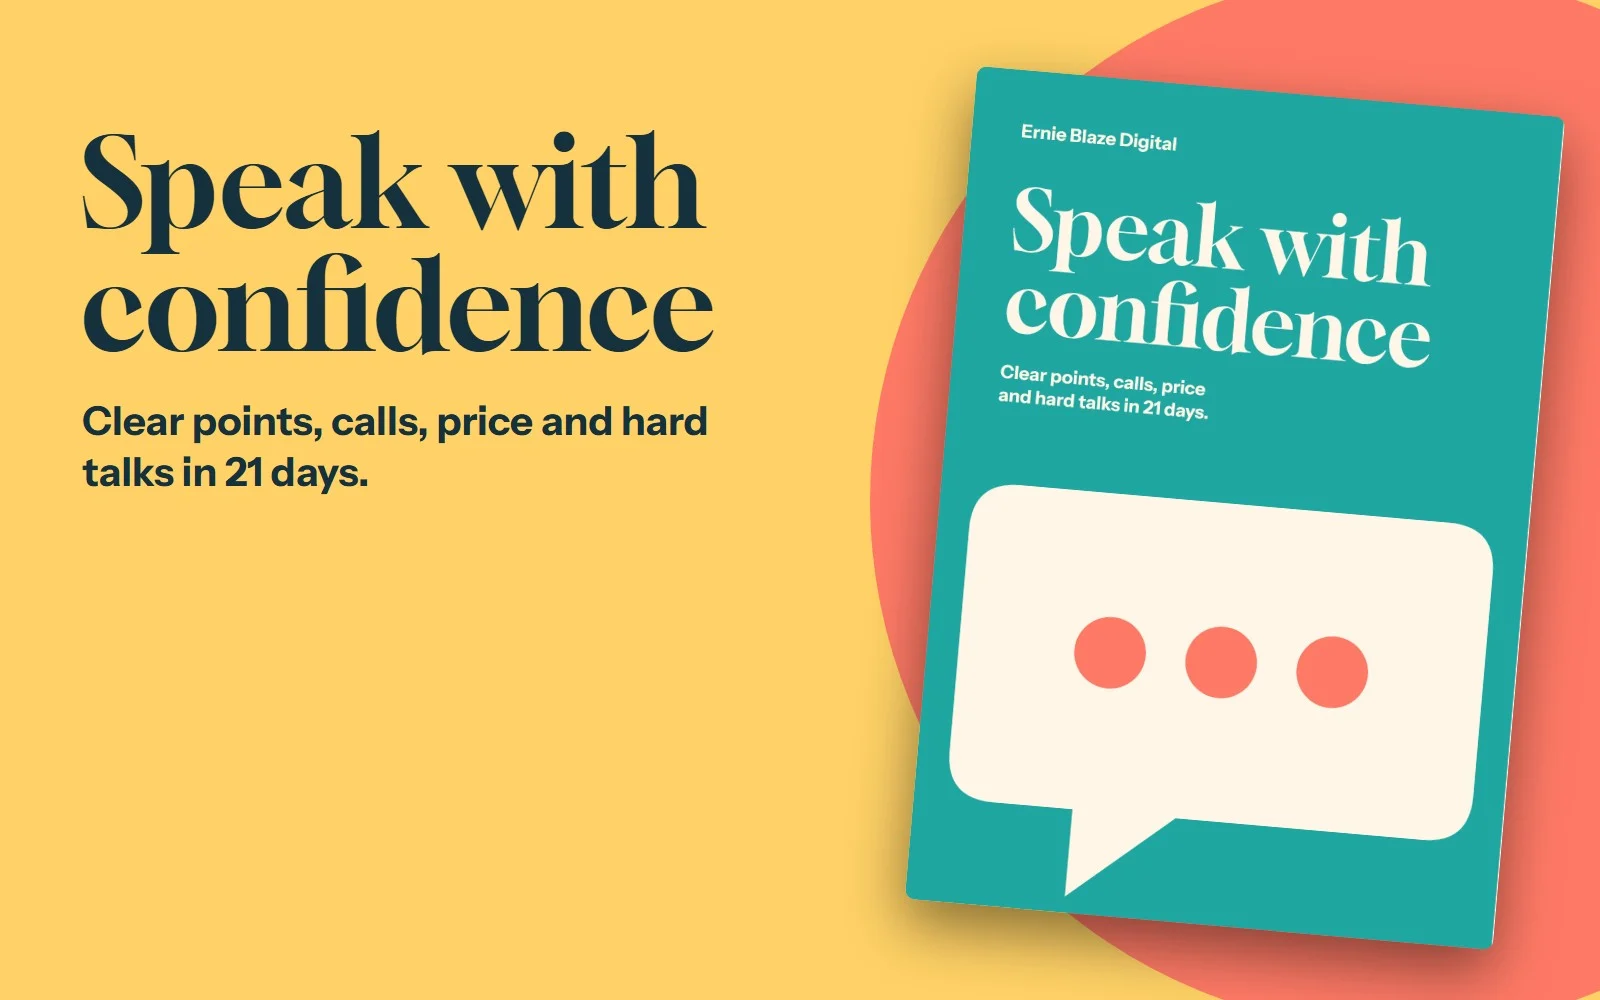 Speak with
confidence
Clear points, calls, price and hard
talks in 21 days.
Ernie Blaze Digital
Speak with
confidence
Clear points, calls, price
and hard talks in 21 days.